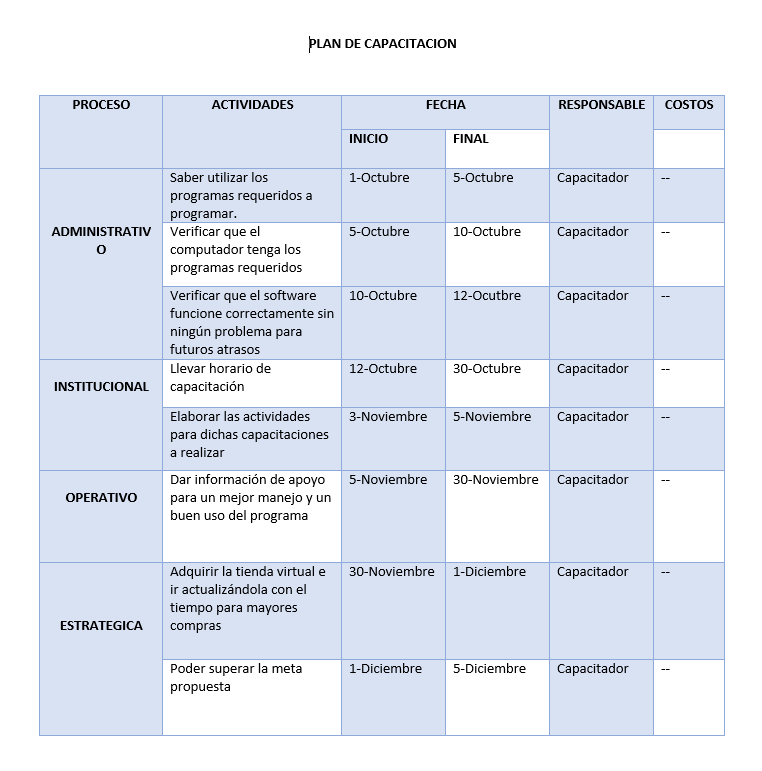 PLAN DE CAPACITACION
PROCESO ACTIVIDADES FECHA RESPONSABLE COSTOS
INICIO FINAL
ADMINISTRATIV
O
Saber utilizar los
programas requeridos a
programar.
1-Octubre 5-Octubre Capacitador --
Verificar que el
computador tenga los
programas requeridos
5-Octubre 10-Octubre Capacitador --
Verificar que el software
funcione correctamente sin
ningún problema para
futuros atrasos
10-Octubre 12-Ocutbre Capacitador --
INSTITUCIONAL
Llevar horario de
capacitación
12-Octubre 30-Octubre Capacitador --
Elaborar las actividades
para dichas capacitaciones
a realizar
3-Noviembre 5-Noviembre Capacitador --
OPERATIVO
Dar información de apoyo
para un mejor manejo y un
buen uso del programa
5-Noviembre 30-Noviembre Capacitador --
ESTRATEGICA
Adquirir la tienda virtual e
ir actualizándola con el
tiempo para mayores
compras
30-Noviembre 1-Diciembre Capacitador --
Poder superar la meta
propuesta
1-Diciembre 5-Diciembre Capacitador --